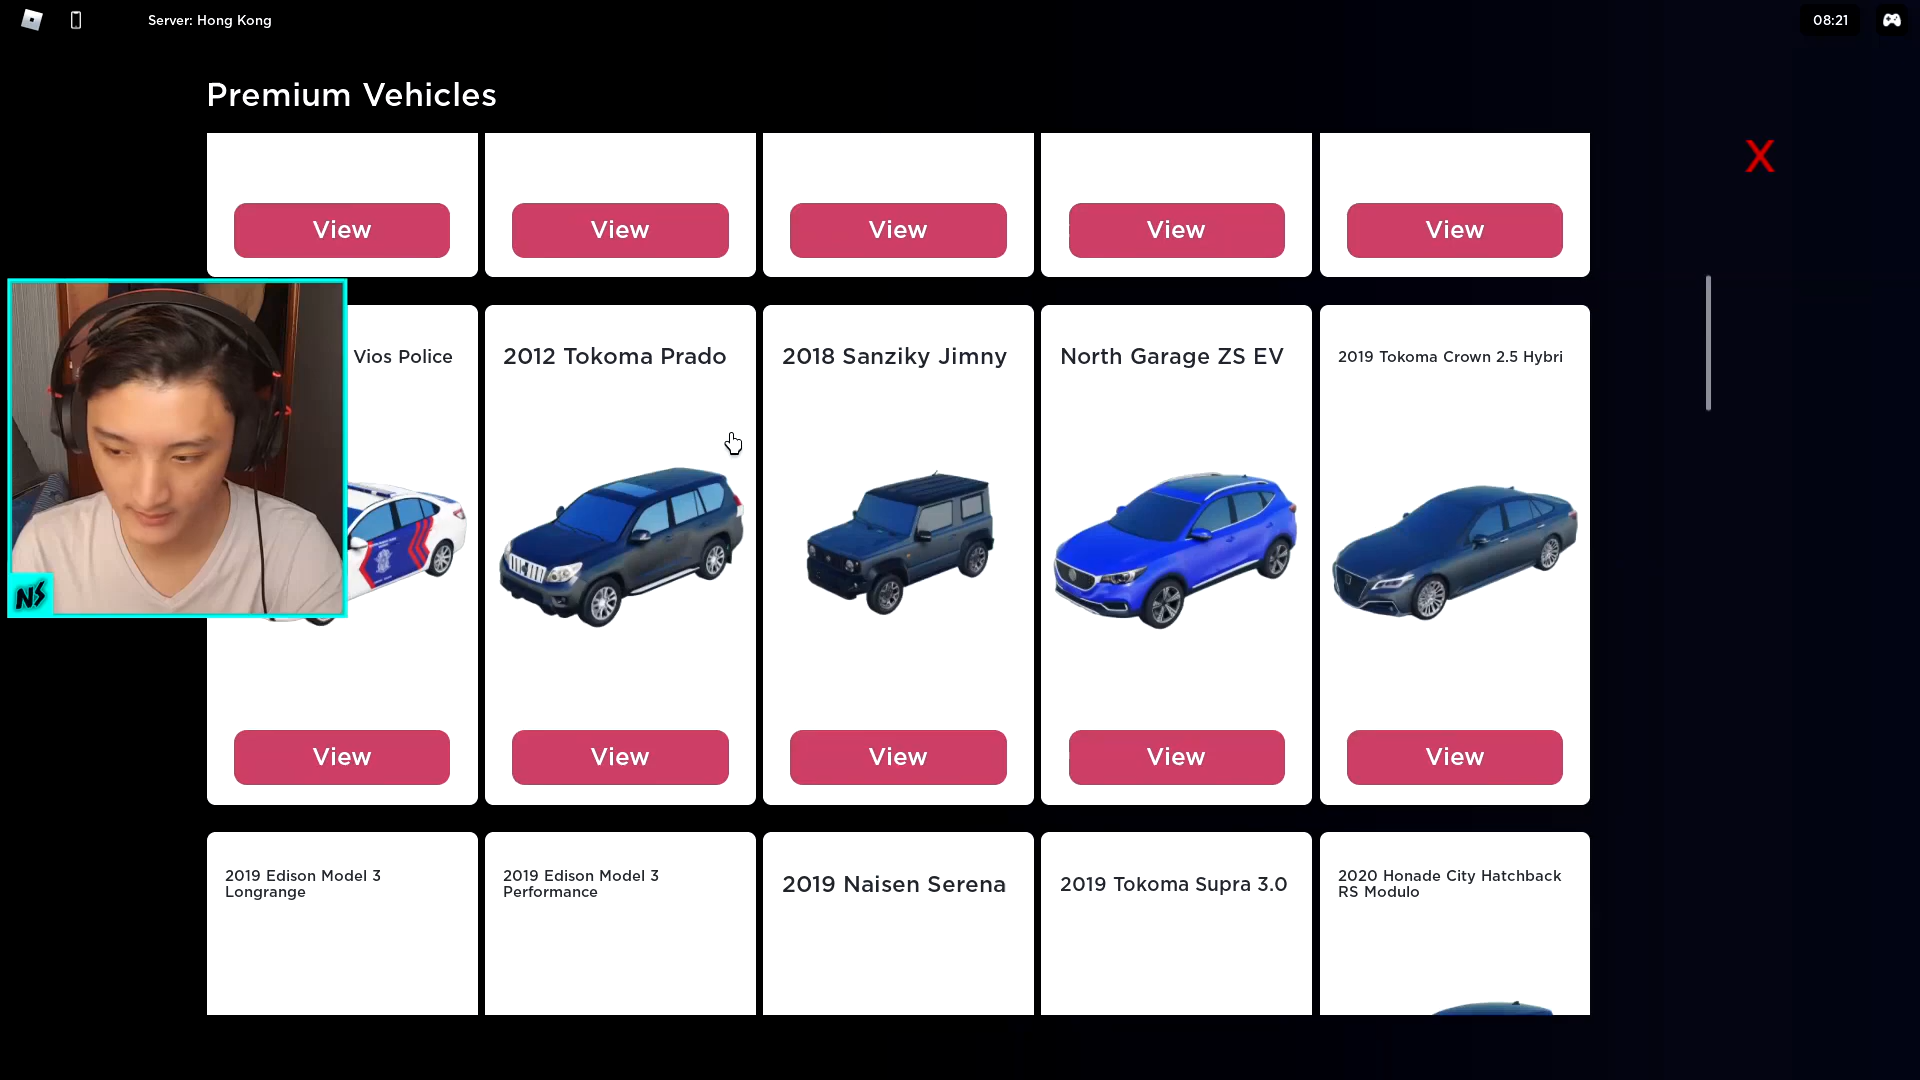 Server: Hong Kong
08:21
Premium Vehicles
X
View
View
View
View
View
Vios Police
2012 Tokoma Prado
2018 Sanziky Jimny
North Garage ZS EV
2019 Tokoma Crown 2.5 Hybri
NS
View
View
View
View
View
2019 Edison Model 3
Longrange
2019 Edison Model 3
Performance
2019 Naisen Serena
2019 Tokoma Supra 3.0
2020 Honade City Hatchback
RS Modulo